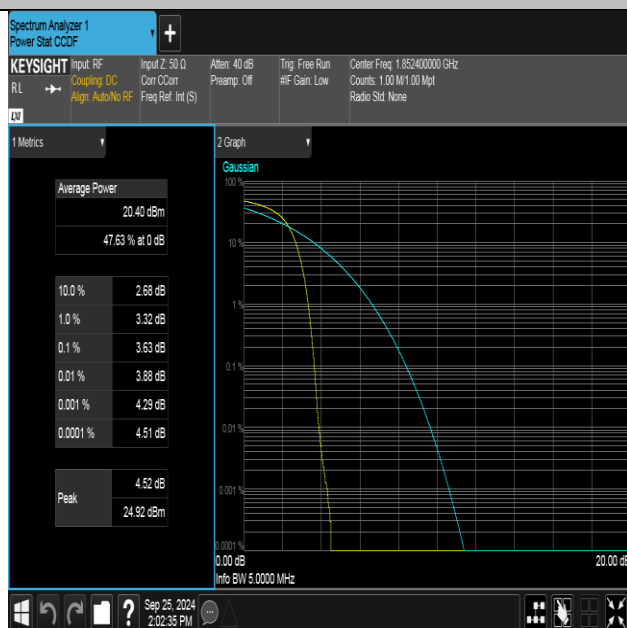 Spectrum Analyzer 1
Power Stat CCDF
+
KEYSIGHT
RL
LXI
Input: RF
Coupling: DC
Align: Auto/No RF
Input Z: 50 Ω
Corr CCorr
Freq Ref: Int (S)
Atten: 40 dB
Preamp: Off
Trig: Free Run
#IF Gain: Low
Center Freq: 1.852400000 GHz
Counts: 1.00 M/1.00 Mpt
Radio Std: None
1 Metrics
Average Power
20.40 dBm
47.63 % at 0 dB
10.0 % 2.68 dB
1.0 % 3.32 dB
0.1 % 3.63 dB
0.01 % 3.88 dB
0.001 % 4.29 dB
0.0001 % 4.51 dB
Peak
4.52 dB
24.92 dBm
2 Graph
Gaussian
100 %
10 %
1 %
0.1 %
0.01 %
0.001 %
0.0001 %
0.00 dB
20.00 dB
Info BW 5.0000 MHz
?
Sep 25, 2024
2:02:35 PM